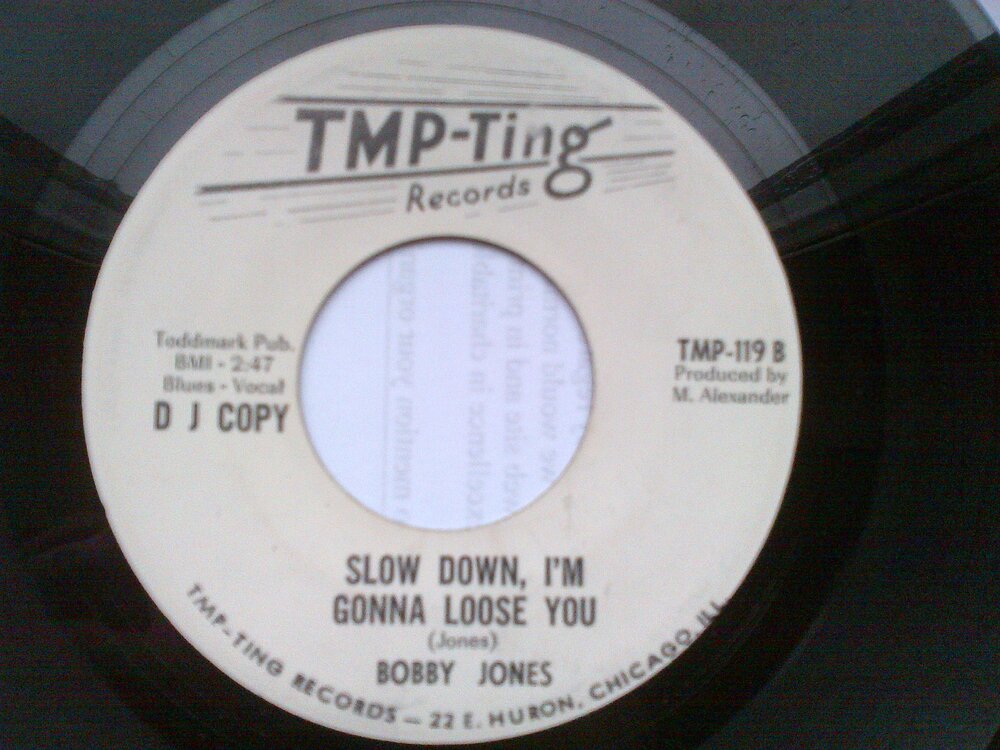 TMP-Ting
Records
Toddmark Pub.
BMI - 2:47
Blues - Vocal
D J COPY
TMP-119 B
Produced by
M. Alexander
SLOW DOWN, I'M
GONNA LOOSE YOU
(Jones)
BOBBY JONES
TMP-TING RECORDS — 22 E. HURON, CHICAGO, ILL.